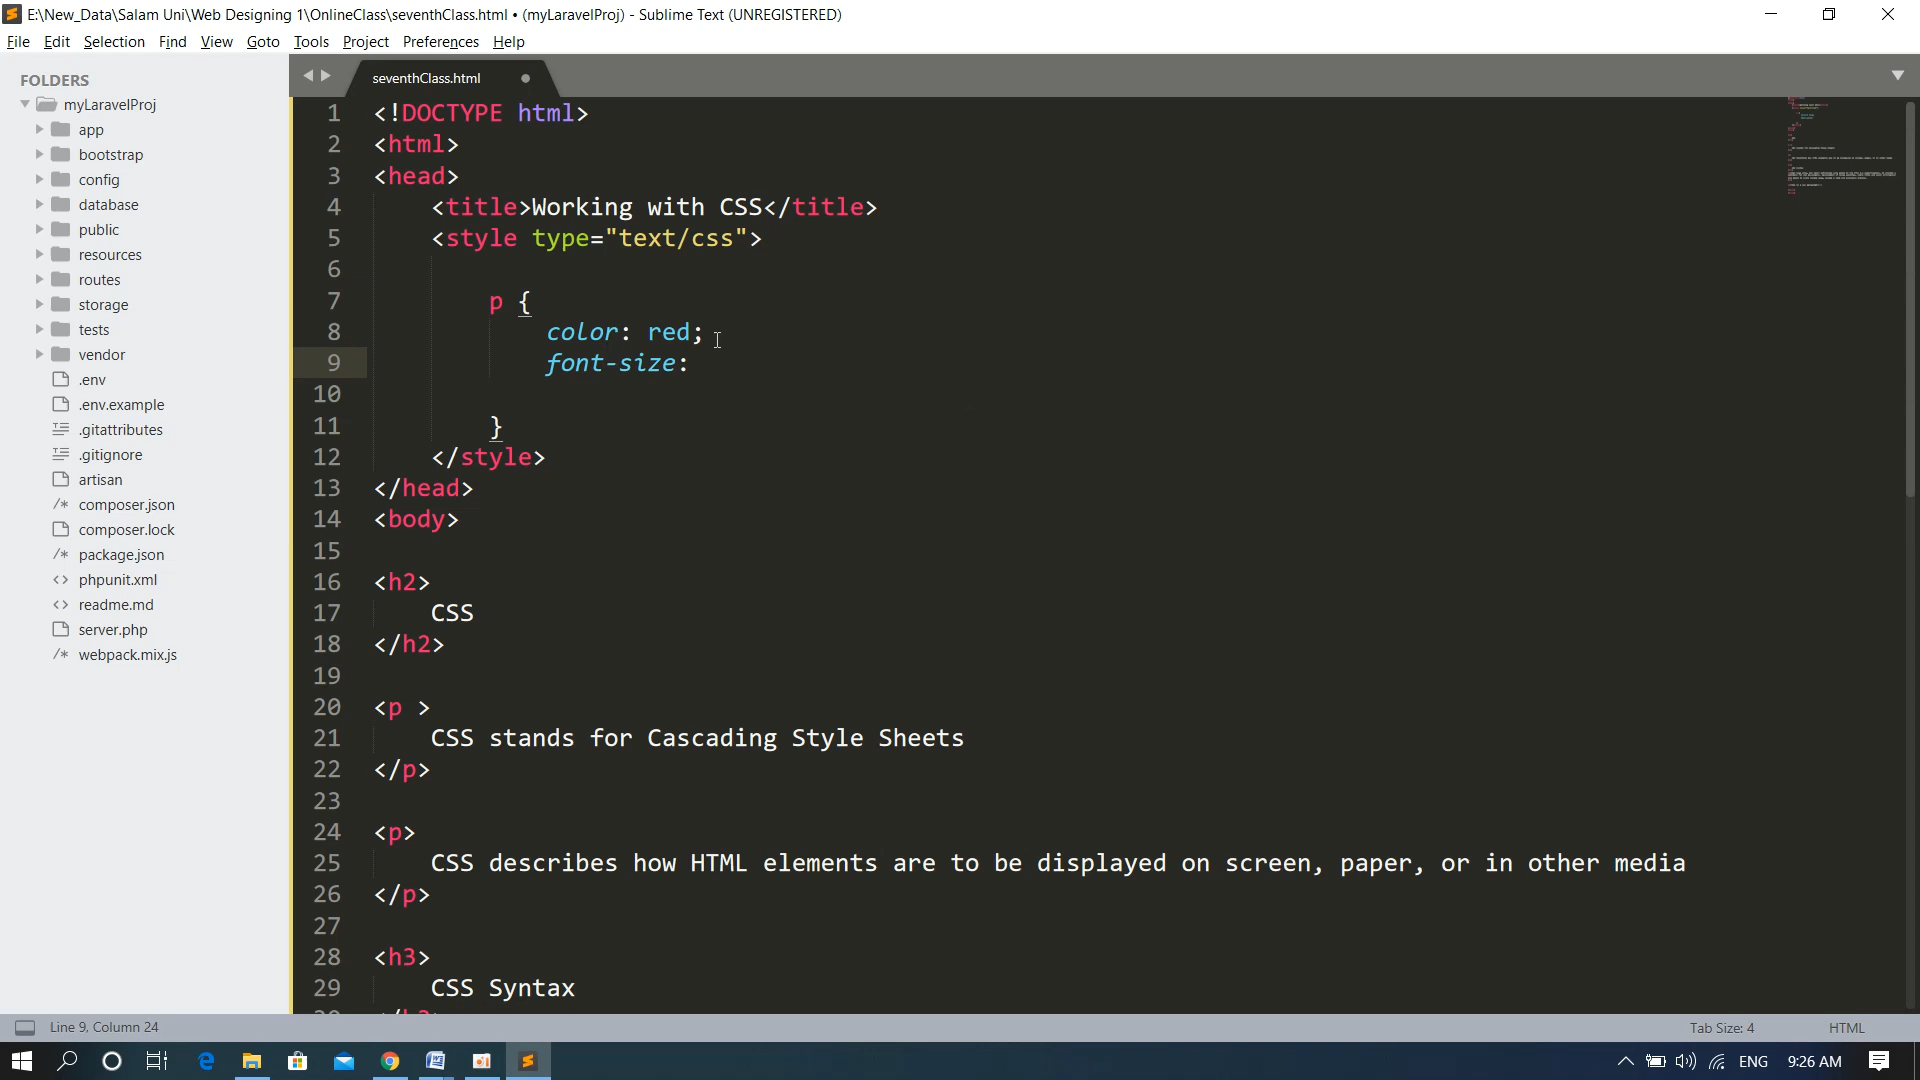 E:\New_Data\Salam Uni\Web Designing 1\OnlineClass\seventhClass.html • (myLaravelProj) - Sublime Text (UNREGISTERED)
File Edit Selection Find View Goto Tools Project Preferences Help
FOLDERS
myLaravelProj
app
bootstrap
config
database
public
resources
routes
storage
tests
vendor
.env
.env.example
.gitattributes
.gitignore
artisan
/* composer.json
composer.lock
/* package.json
<> phpunit.xml
<> readme.md
server.php
/* webpack.mix.js
seventhClass.html
1 <!DOCTYPE html>
2 <html>
3 <head>
4 <title>Working with CSS</title>
5 <style type="text/css">
6
7 p {
8 color: red;
9 font-size:
10
11 }
12 </style>
13 </head>
14 <body>
15
16 <h2>
17 CSS
18 </h2>
19
20 <p >
21 CSS stands for Cascading Style Sheets
22 </p>
23
24 <p>
25 CSS describes how HTML elements are to be displayed on screen, paper, or in other media
26 </p>
27
28 <h3>
29 CSS Syntax
Line 9, Column 24
Tab Size: 4
HTML
ENG
9:26 AM